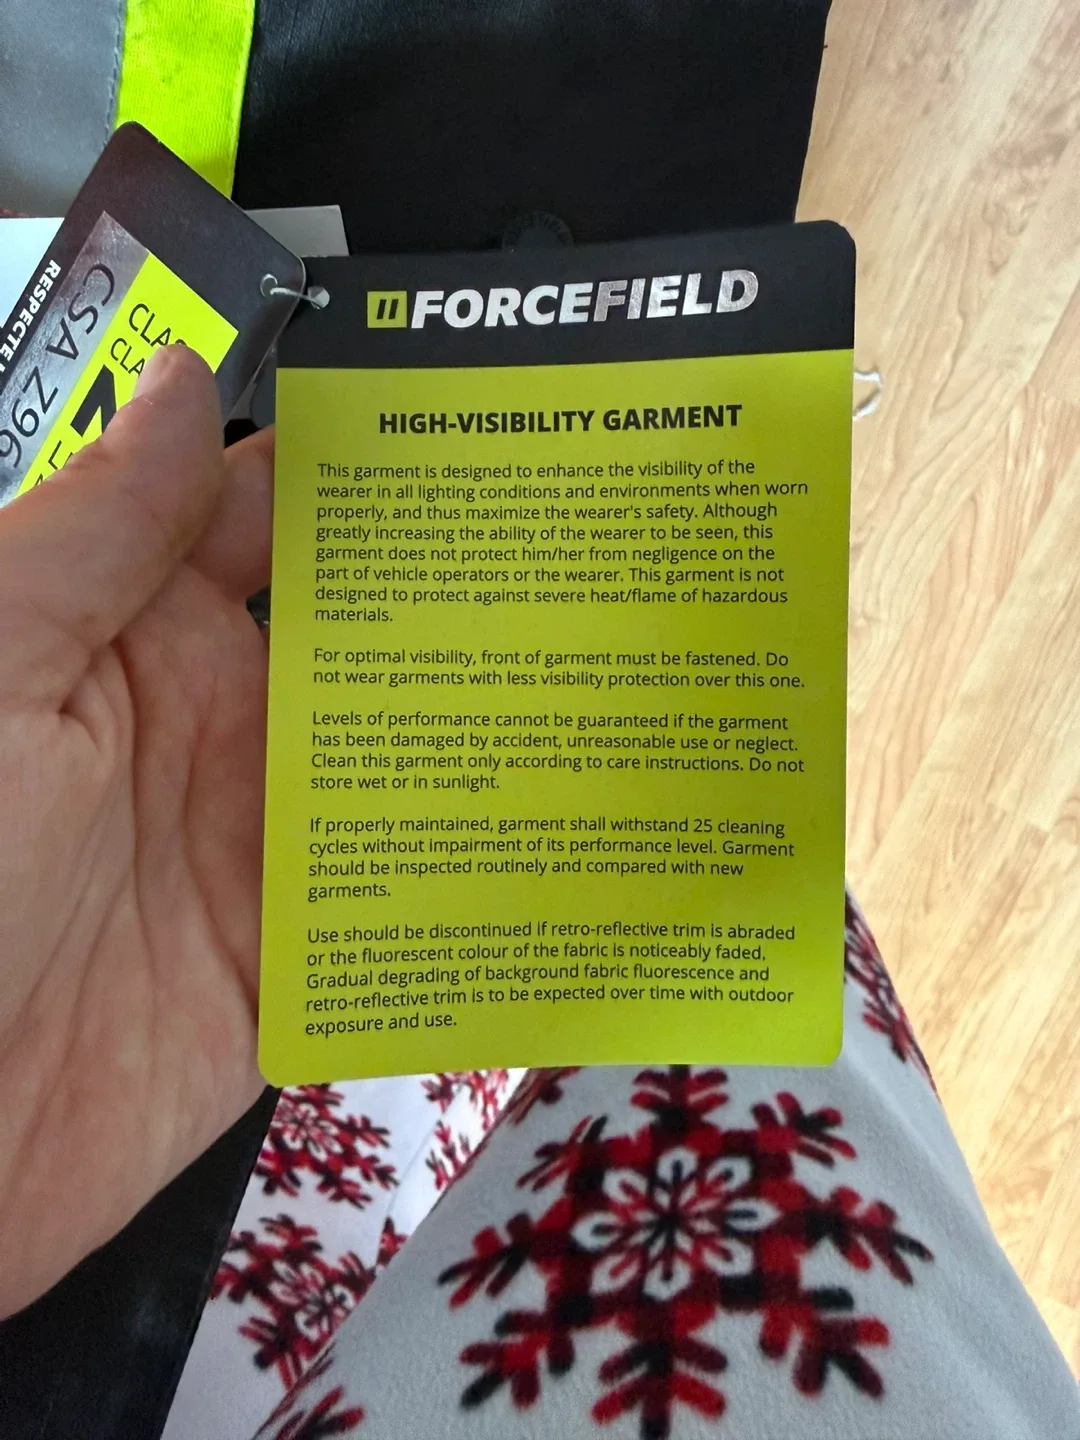 RESPECTE
CSA Z96
CLAS
CLA
FORCEFIELD
HIGH-VISIBILITY GARMENT
This garment is designed to enhance the visibility of the
wearer in all lighting conditions and environments when worn
properly, and thus maximize the wearer's safety. Although
greatly increasing the ability of the wearer to be seen, this
garment does not protect him/her from negligence on the
part of vehicle operators or the wearer. This garment is not
designed to protect against severe heat/flame of hazardous
materials.
For optimal visibility, front of garment must be fastened. Do
not wear garments with less visibility protection over this one.
Levels of performance cannot be guaranteed if the garment
has been damaged by accident, unreasonable use or neglect.
Clean this garment only according to care instructions. Do not
store wet or in sunlight.
If properly maintained, garment shall withstand 25 cleaning
cycles without impairment of its performance level. Garment
should be inspected routinely and compared with new
garments.
Use should be discontinued if retro-reflective trim is abraded
or the fluorescent colour of the fabric is noticeably faded,
Gradual degrading of background fabric fluorescence and
retro-reflective trim is to be expected over time with outdoor
exposure and use.